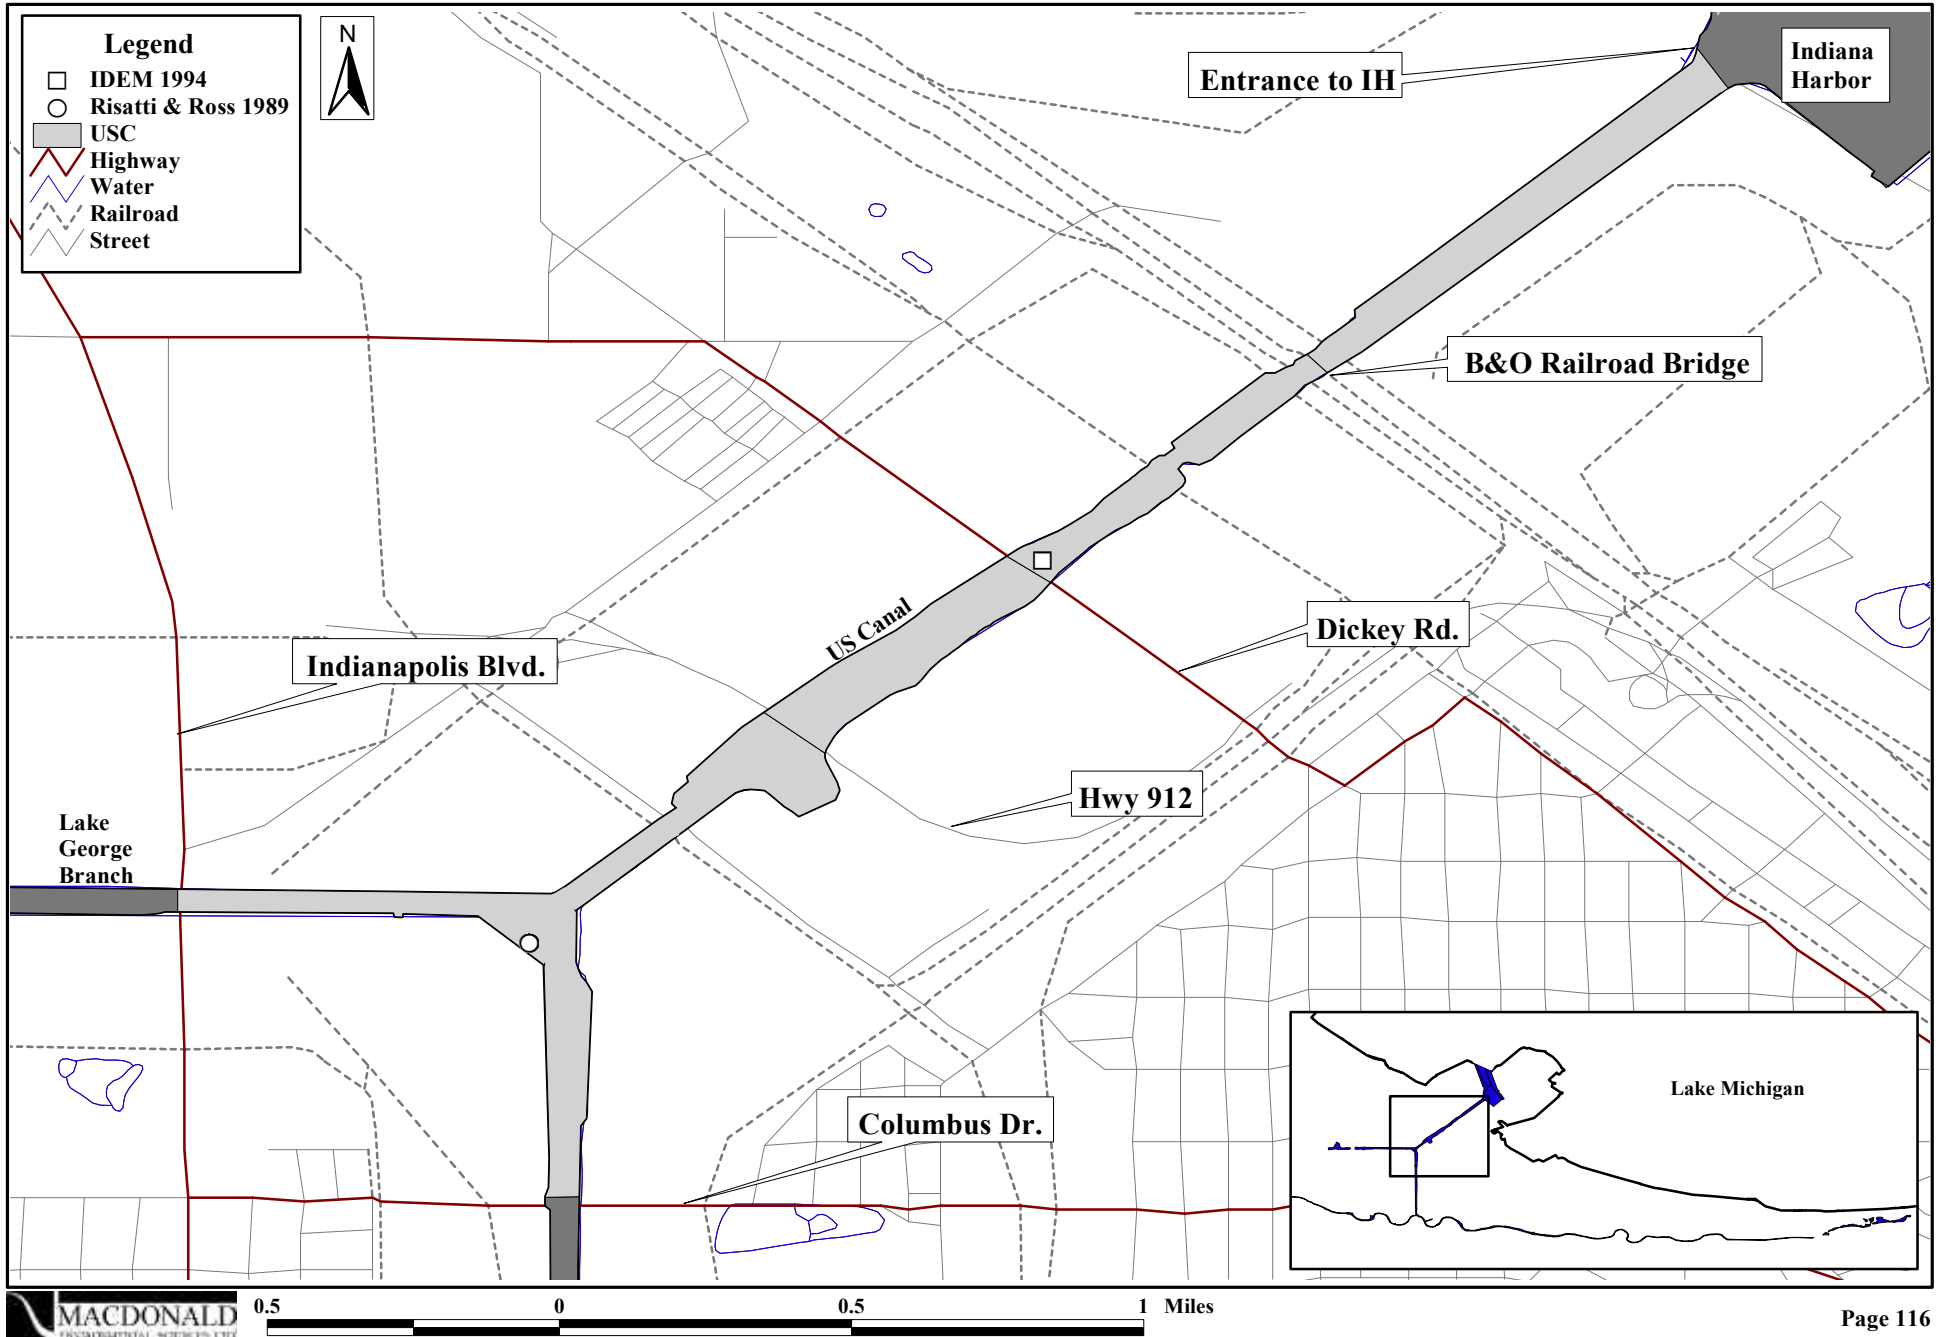 Legend
IDEM 1994
Risatti & Ross 1989
USC
Highway
Water
Railroad
Street
N
Entrance to IH
Indiana
Harbor
B&O Railroad Bridge
US Canal
Dickey Rd.
Indianapolis Blvd.
Hwy 912
Lake
George
Branch
Columbus Dr.
Lake Michigan
MACDONALD
0.5 0 0.5 1 Miles
Page 116